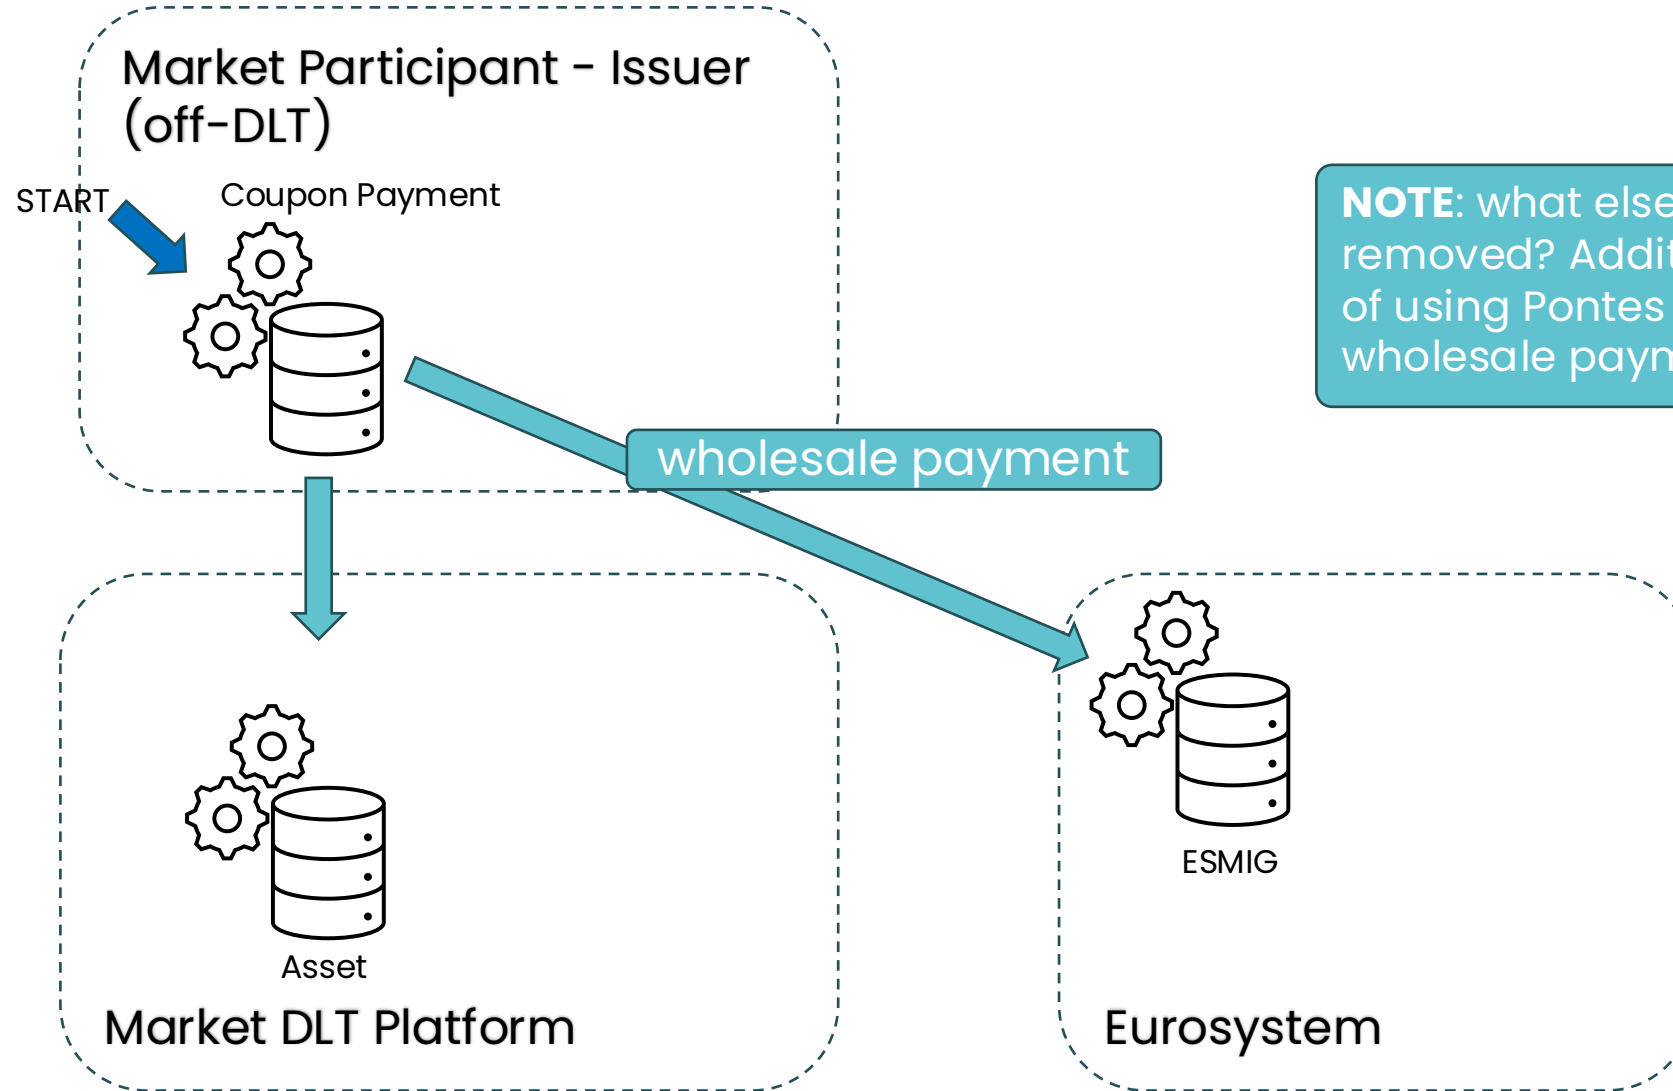 Market Participant - Issuer
(off-DLT)
START
Coupon Payment
NOTE: what else
removed? Addit
of using Pontes
wholesale paym
wholesale payment
ESMIG
Asset
Market DLT Platform
Eurosystem